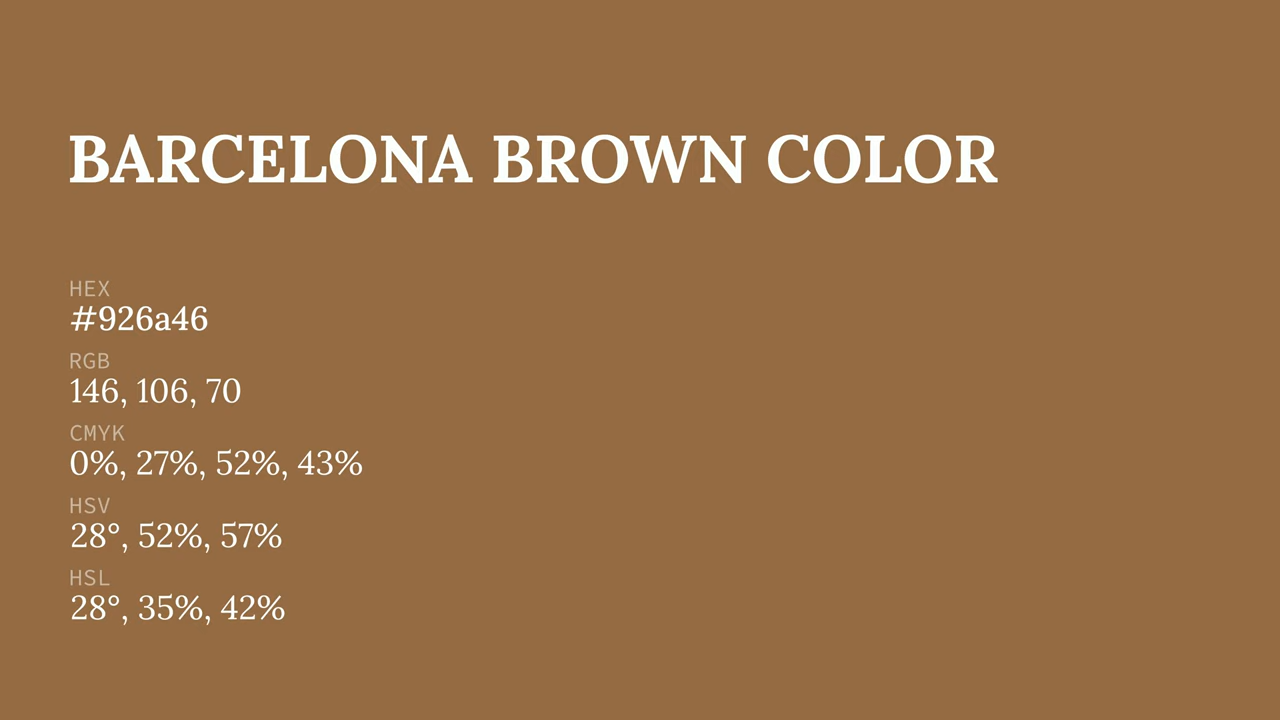 BARCELONA BROWN COLOR
HEX
#926a46
RGB
146, 106, 70
CMYK
0%, 27%, 52%, 43%
HSV
28°, 52%, 57%
HSL
28°, 35%, 42%